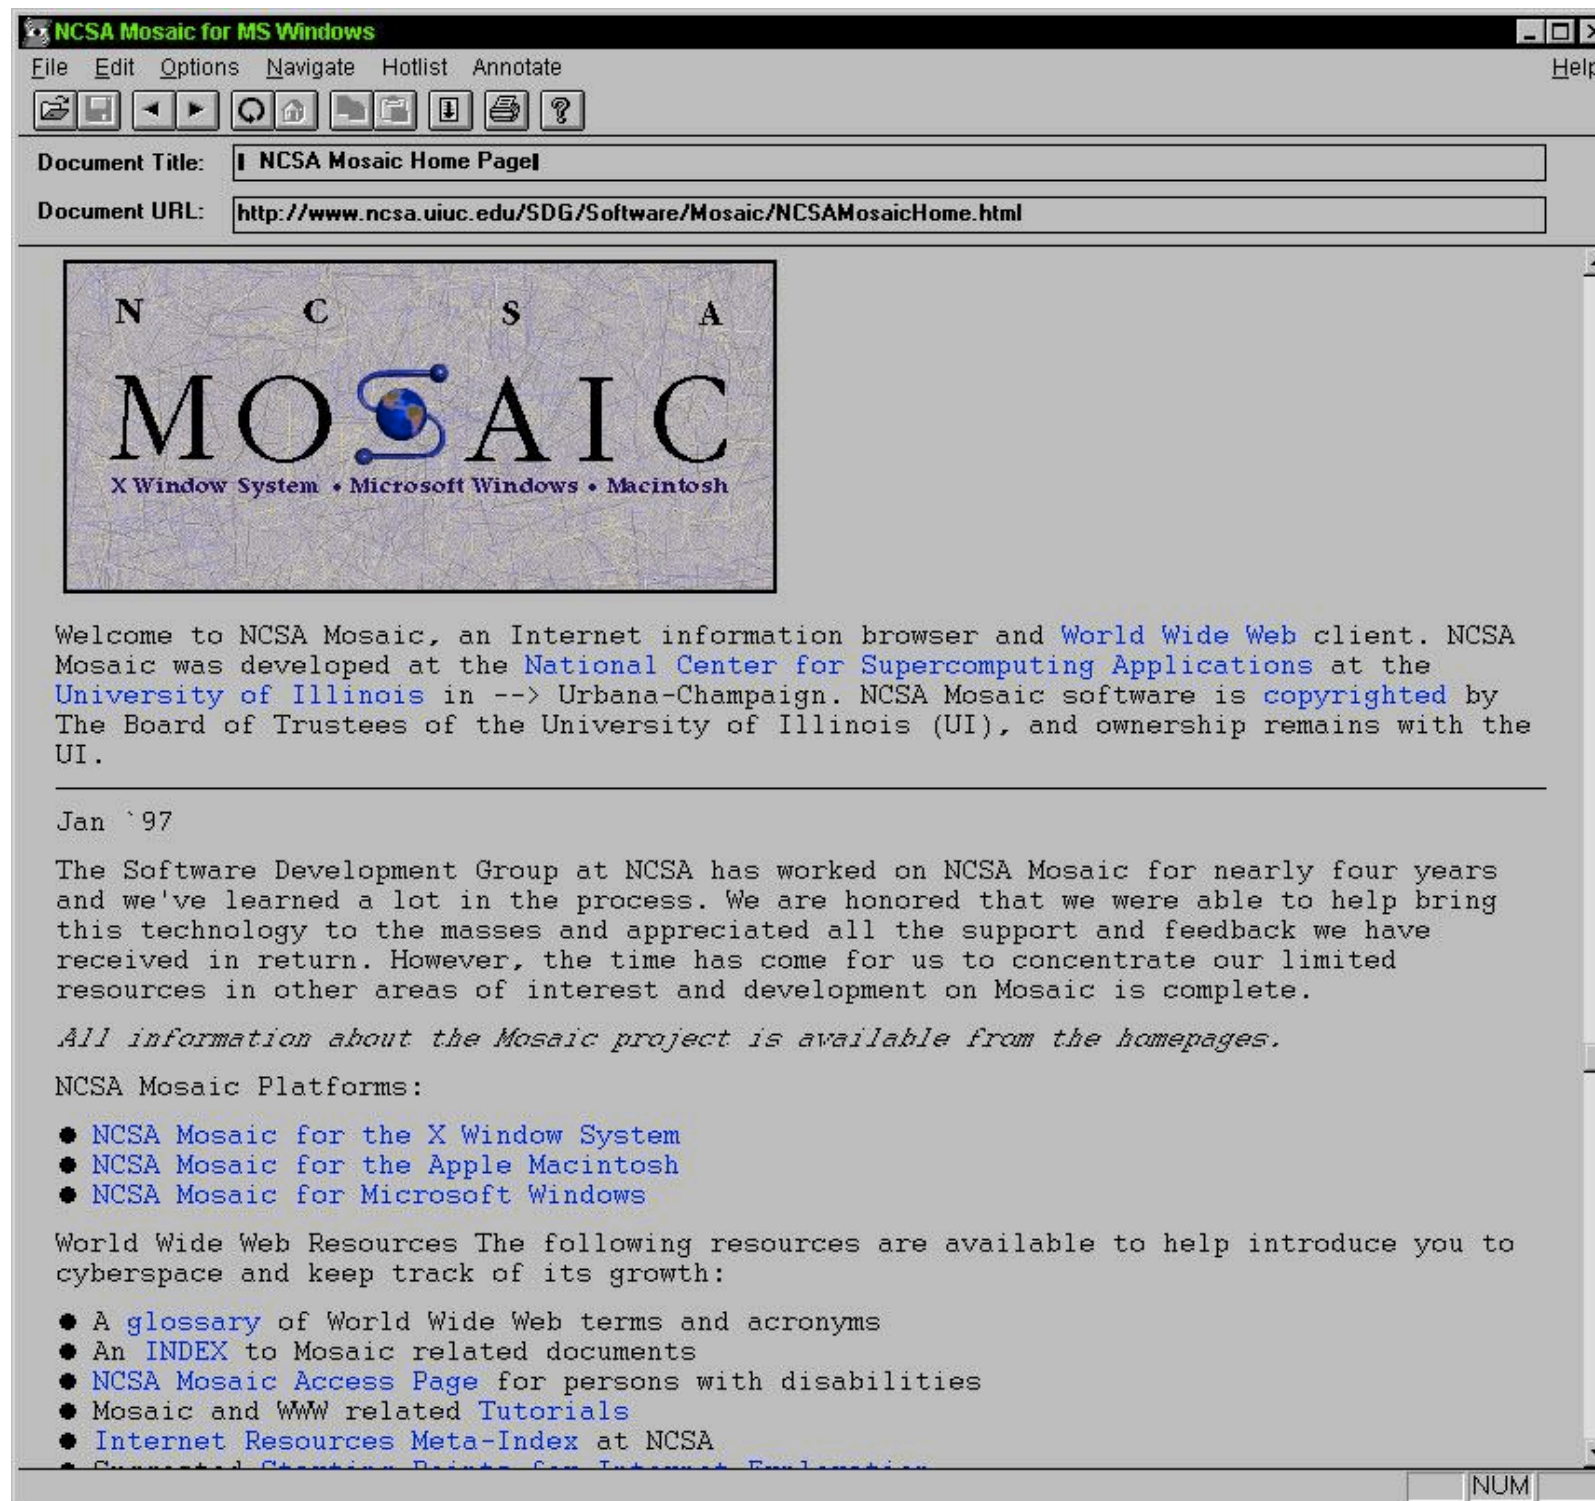 NCSA Mosaic for MS Windows
File Edit Options Navigate Hotlist Annotate Help
Document Title: NCSA Mosaic Home Page
Document URL: http://www.ncsa.uiuc.edu/SDG/Software/Mosaic/NCSAMosaicHome.html
N C S A
MOSAIC
X Window System • Microsoft Windows • Macintosh
Welcome to NCSA Mosaic, an Internet information browser and World Wide Web client. NCSA
Mosaic was developed at the National Center for Supercomputing Applications at the
University of Illinois in --> Urbana-Champaign. NCSA Mosaic software is copyrighted by
The Board of Trustees of the University of Illinois (UI), and ownership remains with the
UI.
Jan `97
The Software Development Group at NCSA has worked on NCSA Mosaic for nearly four years
and we've learned a lot in the process. We are honored that we were able to help bring
this technology to the masses and appreciated all the support and feedback we have
received in return. However, the time has come for us to concentrate our limited
resources in other areas of interest and development on Mosaic is complete.
All information about the Mosaic project is available from the homepages.
NCSA Mosaic Platforms:
● NCSA Mosaic for the X Window System
● NCSA Mosaic for the Apple Macintosh
● NCSA Mosaic for Microsoft Windows
World Wide Web Resources The following resources are available to help introduce you to
cyberspace and keep track of its growth:
● A glossary of World Wide Web terms and acronyms
● An INDEX to Mosaic related documents
● NCSA Mosaic Access Page for persons with disabilities
● Mosaic and WWW related Tutorials
● Internet Resources Meta-Index at NCSA
● Suggested Starting Points for Internet Exploration
NUM